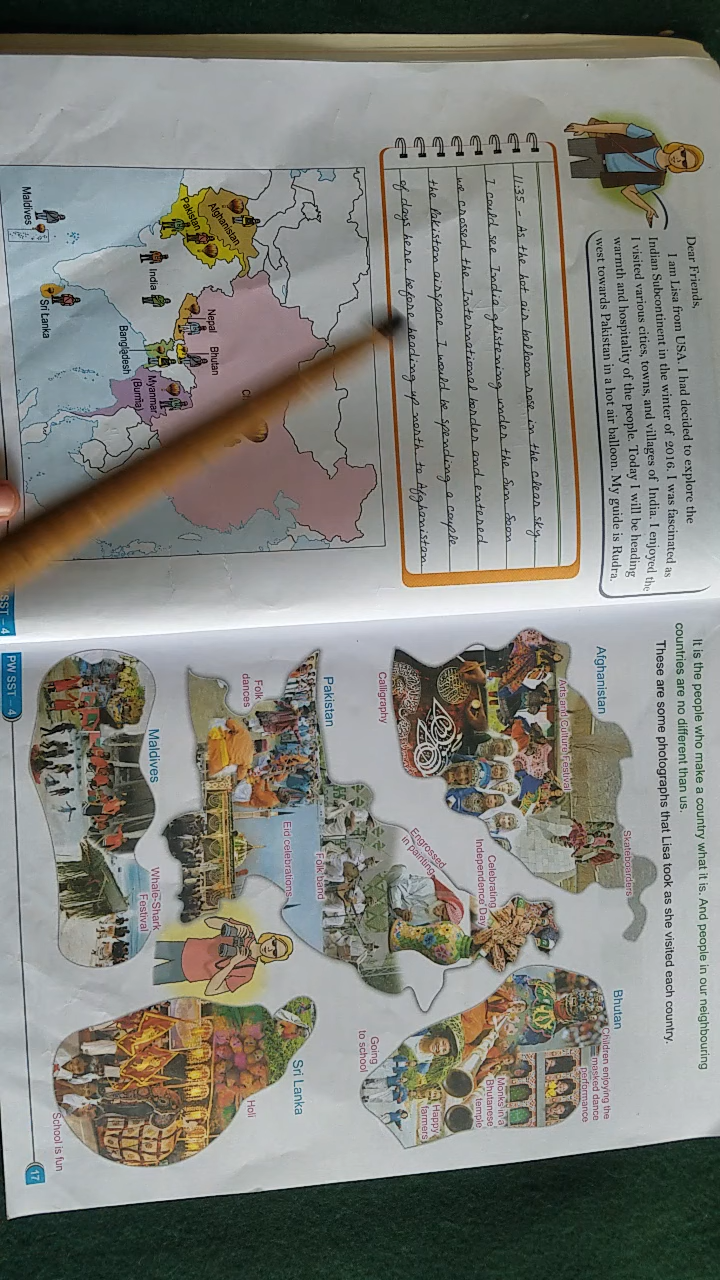 Dear Friends,
I am Lisa from USA. I had decided to explore the
Indian Subcontinent in the winter of 2016. I was fascinated as
I visited various cities, towns, and villages of India. I enjoyed the
warmth and hospitality of the people. Today I will be heading
west towards Pakistan in a hot air balloon. My guide is Rudra.
11:35 - As the hot air balloon rose in the clear sky
I could see India glistening under the Sun. Soon
we crossed the International border and entered
the Pakistan airspace. I would be spending a couple
of days here before heading up north to Afghanistan
Afghanistan
Pakistan
Nepal
Bhutan
India
Bangladesh
Myanmar
(Burma)
Sri Lanka
Maldives
SST – 4
It is the people who make a country what it is. And people in our neighbouring
countries are no different than us.
These are some photographs that Lisa took as she visited each country.
Afghanistan
Skateboarders
Arts and Culture Festival
Celebrating
Independence Day
Calligraphy
Bhutan
Children enjoying the
masked dance
performance
Monks in a
Bhutanese
temple
Happy
farmers
Going
to school
Pakistan
Engrossed
in painting
Folk band
Folk
dances
Eid celebrations
Sri Lanka
Holi
School is fun
Maldives
Whale-Shark
Festival
PW SST – 4
17